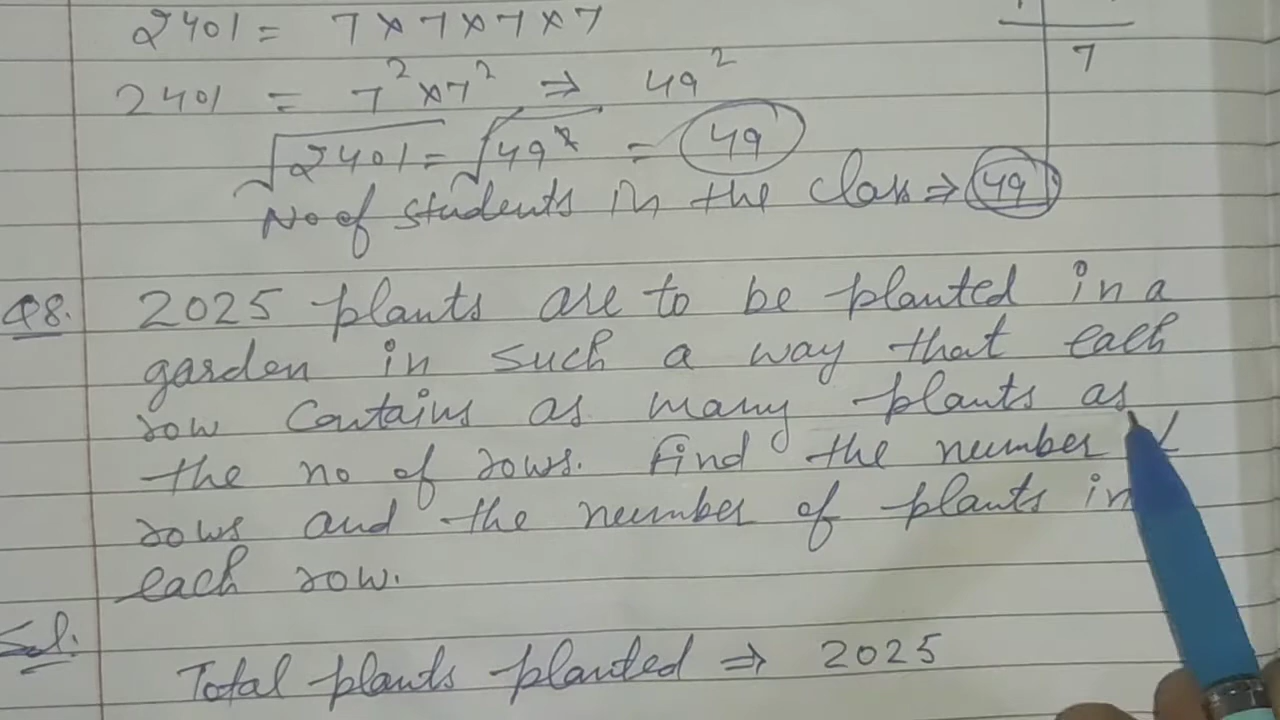 2401 = 7 × 7 × 7 × 7
7
2401 = 7² × 7² ⇒ 49²
√2401 = √49² = 49
No of students in the class ⇒ 49
Q8. 2025 plants are to be planted in a
garden in such a way that each
row contains as many plants as
the no of rows. Find the number
rows and the number of plants in
each row.
Sol.
Total plants planted ⇒ 2025